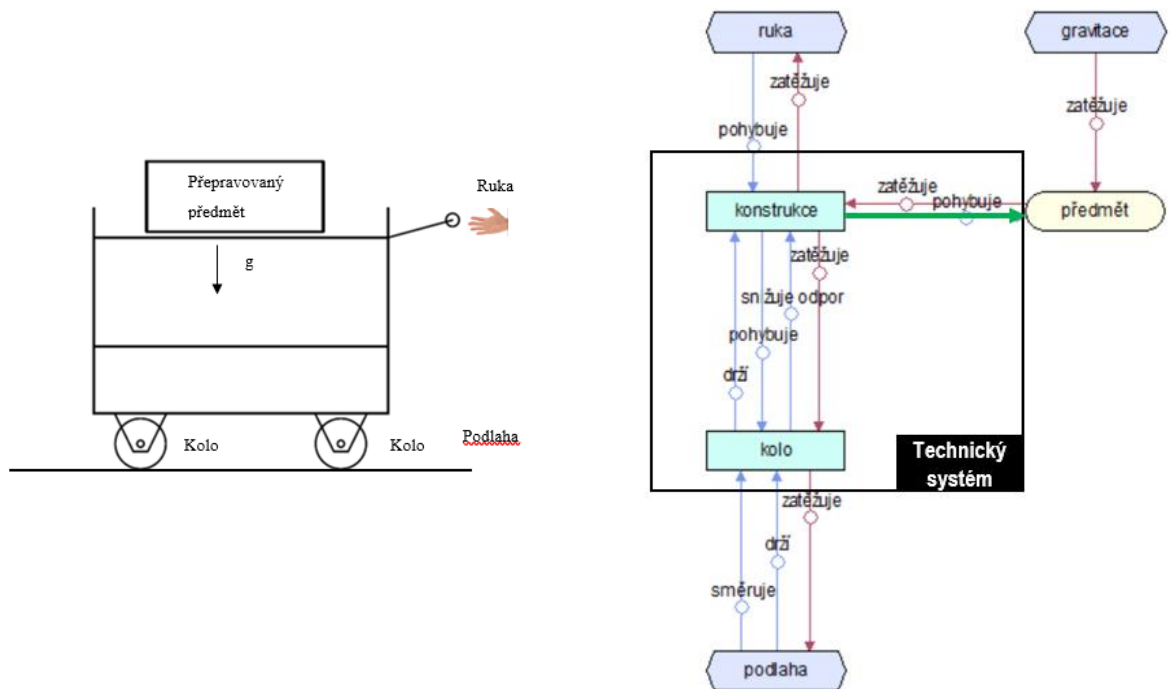 Přepravovaný
předmět
Ruka
g
Kolo
Kolo
Podlaha
ruka
gravitace
zatěžuje
zatěžuje
pohybuje
zatěžuje
pohybuje
konstrukce
předmět
zatěžuje
snižuje odpor
pohybuje
drží
kolo
Technický
systém
zatěžuje
drží
směruje
podlaha